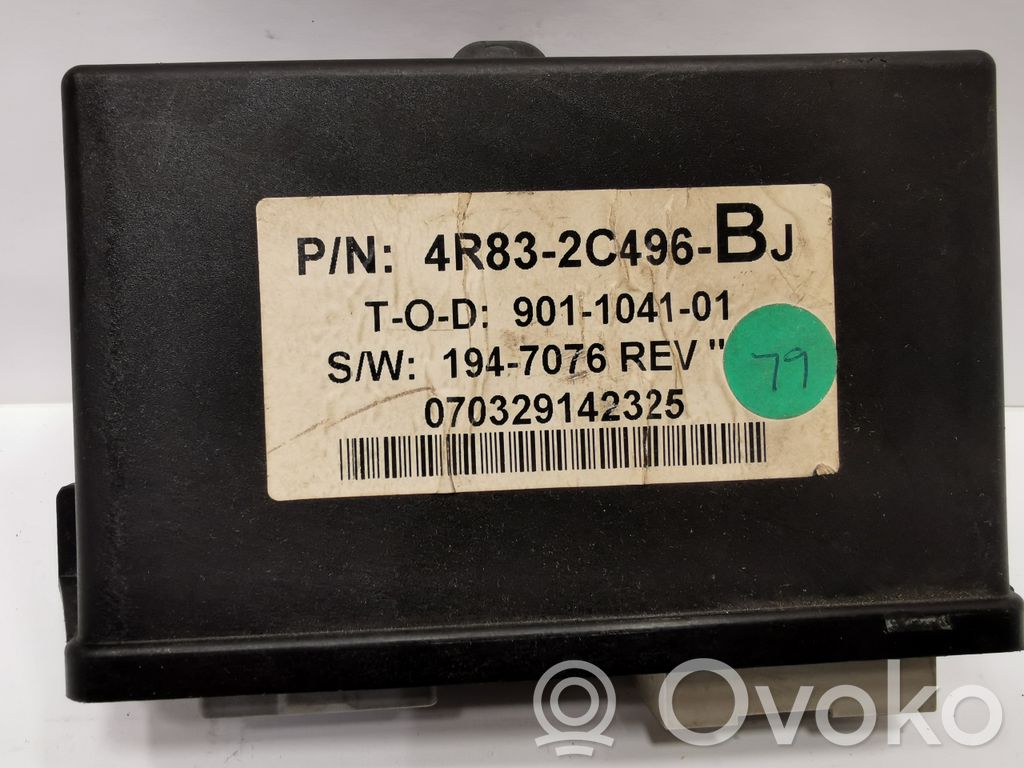 P/N: 4R83-2C496-BJ
T-O-D: 901-1041-01
S/W: 194-7076 REV "
79
070329142325
Ovoko